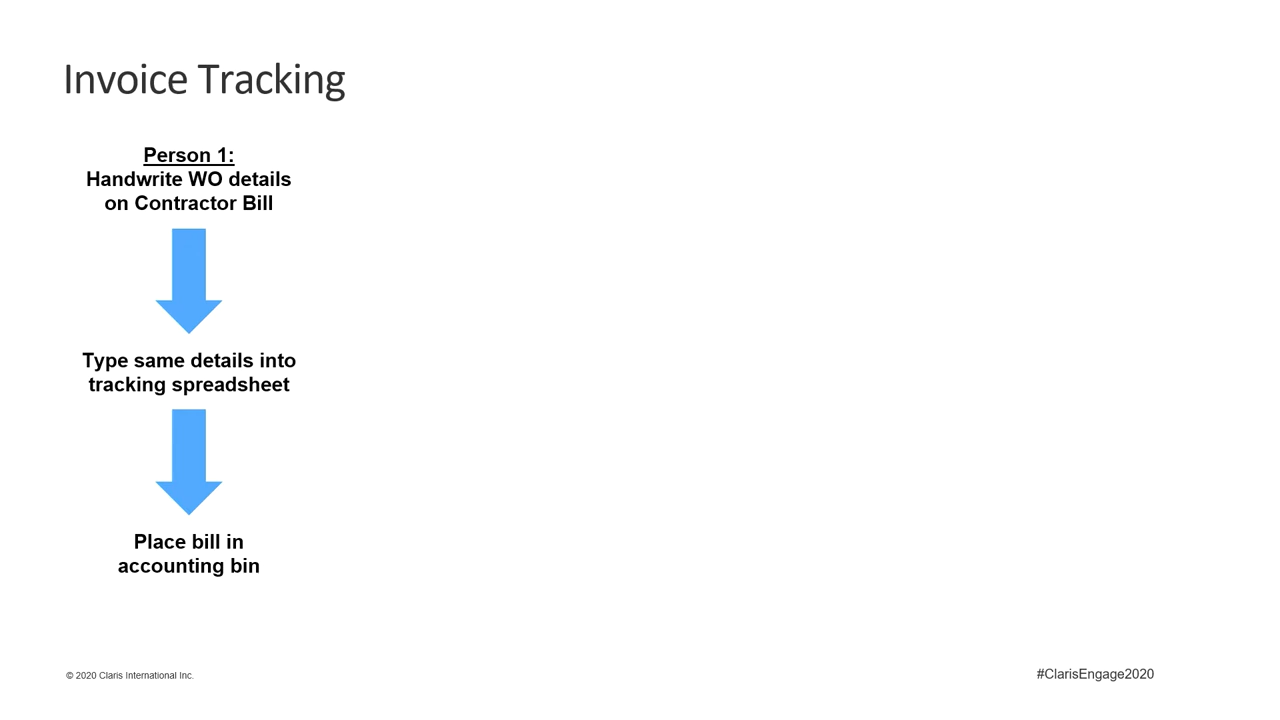 Invoice Tracking
Person 1:
Handwrite WO details
on Contractor Bill
Type same details into
tracking spreadsheet
Place bill in
accounting bin
© 2020 Claris International Inc.
#ClarisEngage2020